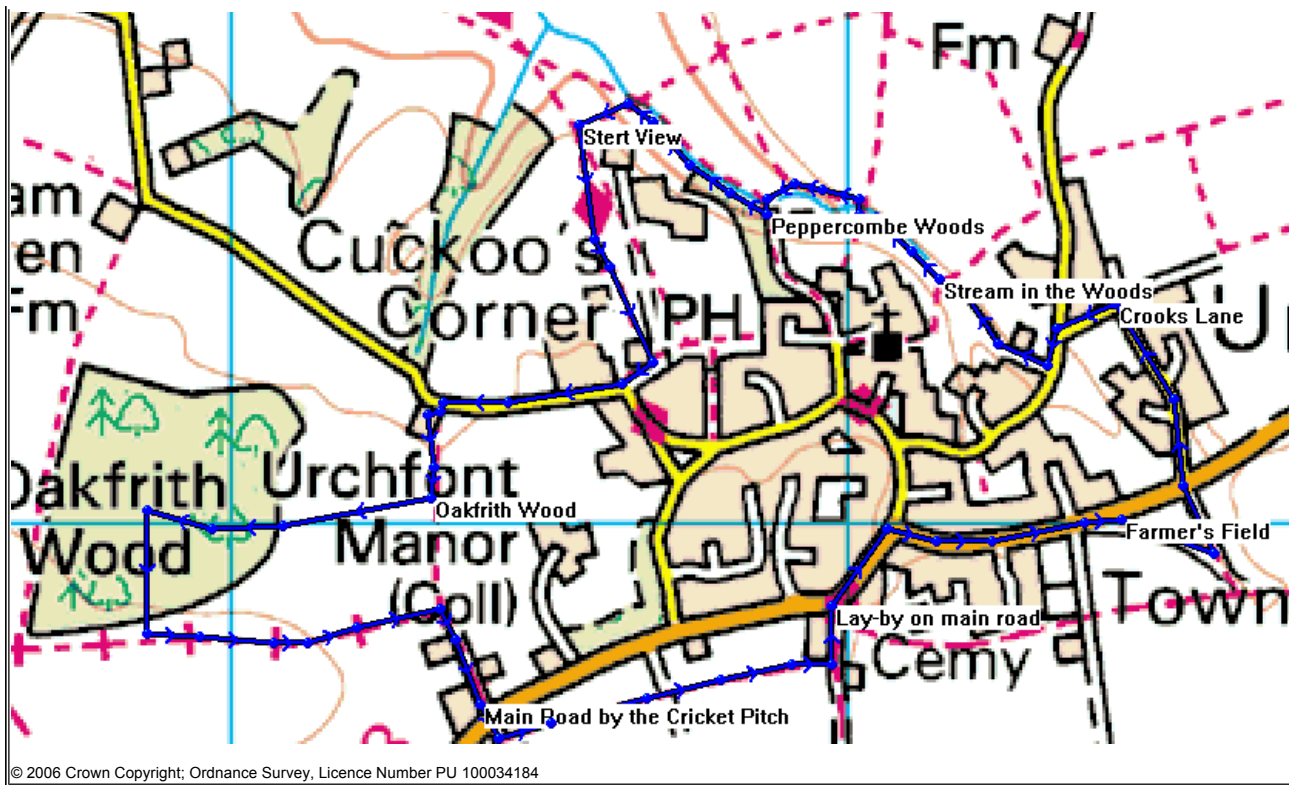 Fm
Stert View
am
en
Fm
Peppercombe Woods
Cuckoo's
Corner
PH
Stream in the Woods
Crooks Lane
Ur
Oakfrith
Wood
Urchfont
Manor
(Coll)
Oakfrith Wood
Farmer's Field
Town
Lay-by on main road
Cemy
Main Road by the Cricket Pitch
© 2006 Crown Copyright; Ordnance Survey, Licence Number PU 100034184